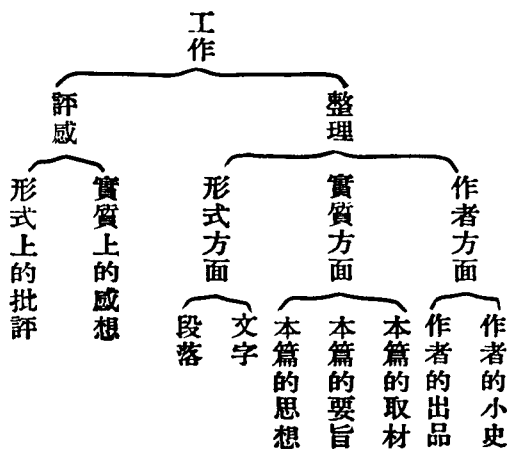 工作
整理
評感
作者方面
實質方面
形式方面
實質上的感想
形式上的批評
作者的小史
作者的出品
本篇的取材
本篇的要旨
本篇的思想
文字
段落